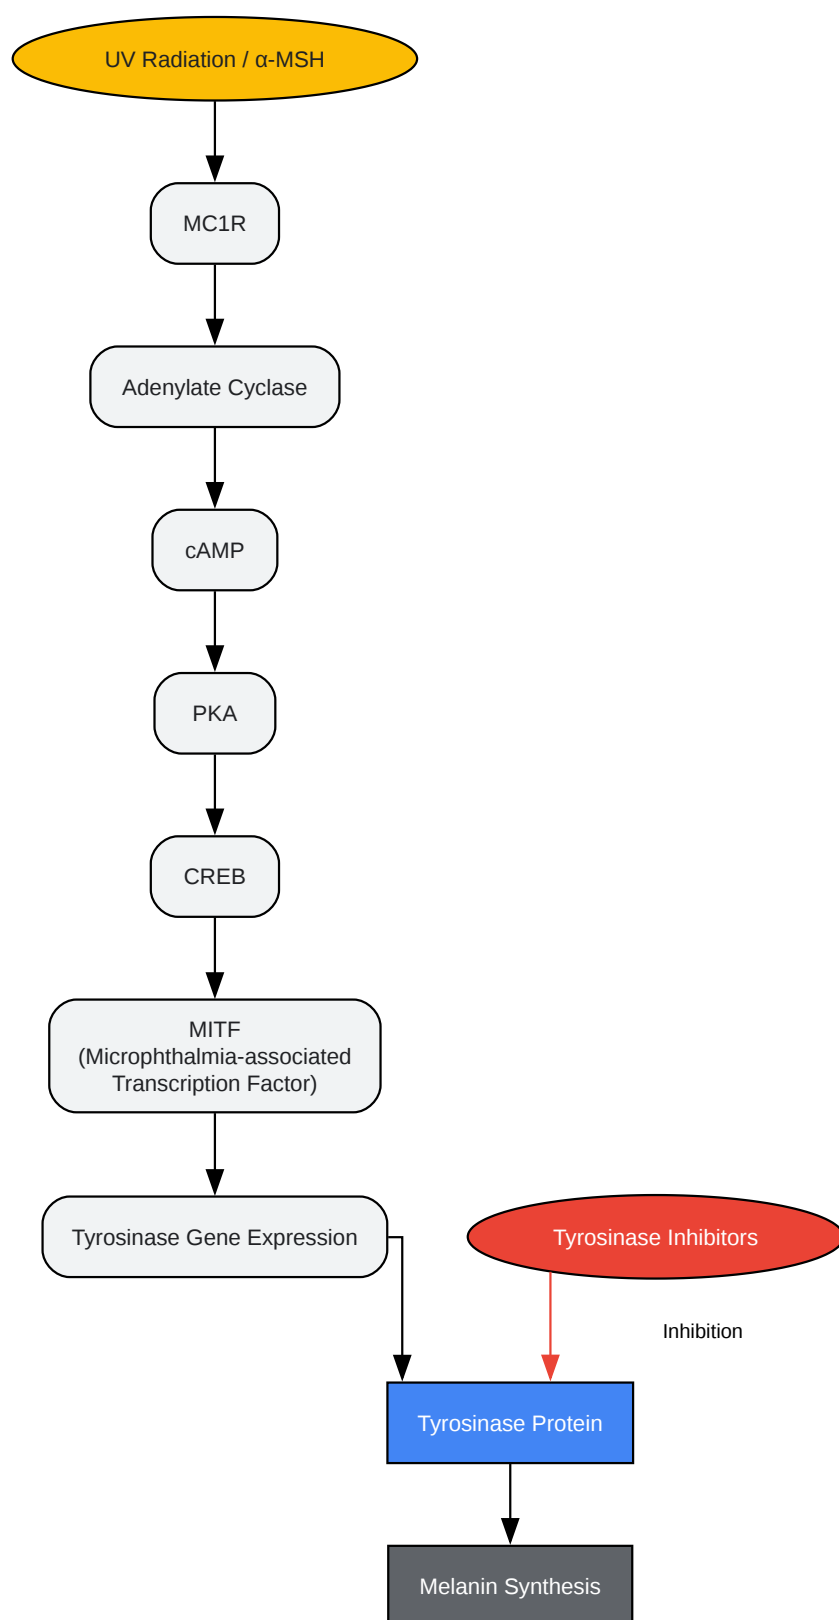 UV Radiation / α-MSH
MC1R
Adenylate Cyclase
cAMP
PKA
CREB
MITF
(Microphthalmia-associated
Transcription Factor)
Tyrosinase Gene Expression
Tyrosinase Inhibitors
Inhibition
Tyrosinase Protein
Melanin Synthesis